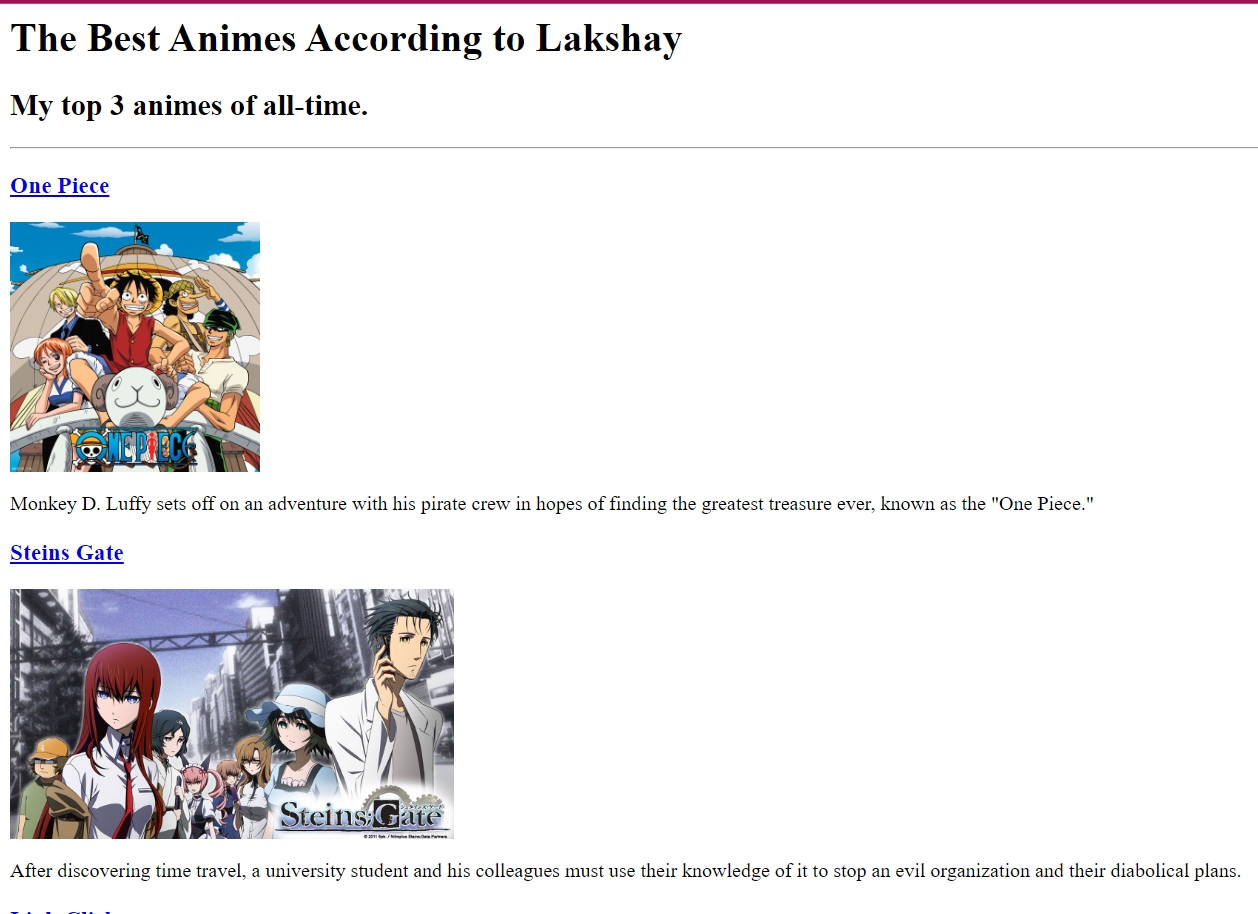 The Best Animes According to Lakshay
My top 3 animes of all-time.
One Piece
ONE PIECE
Monkey D. Luffy sets off on an adventure with his pirate crew in hopes of finding the greatest treasure ever, known as the "One Piece."
Steins Gate
Steins;Gate
After discovering time travel, a university student and his colleagues must use their knowledge of it to stop an evil organization and their diabolical plans.